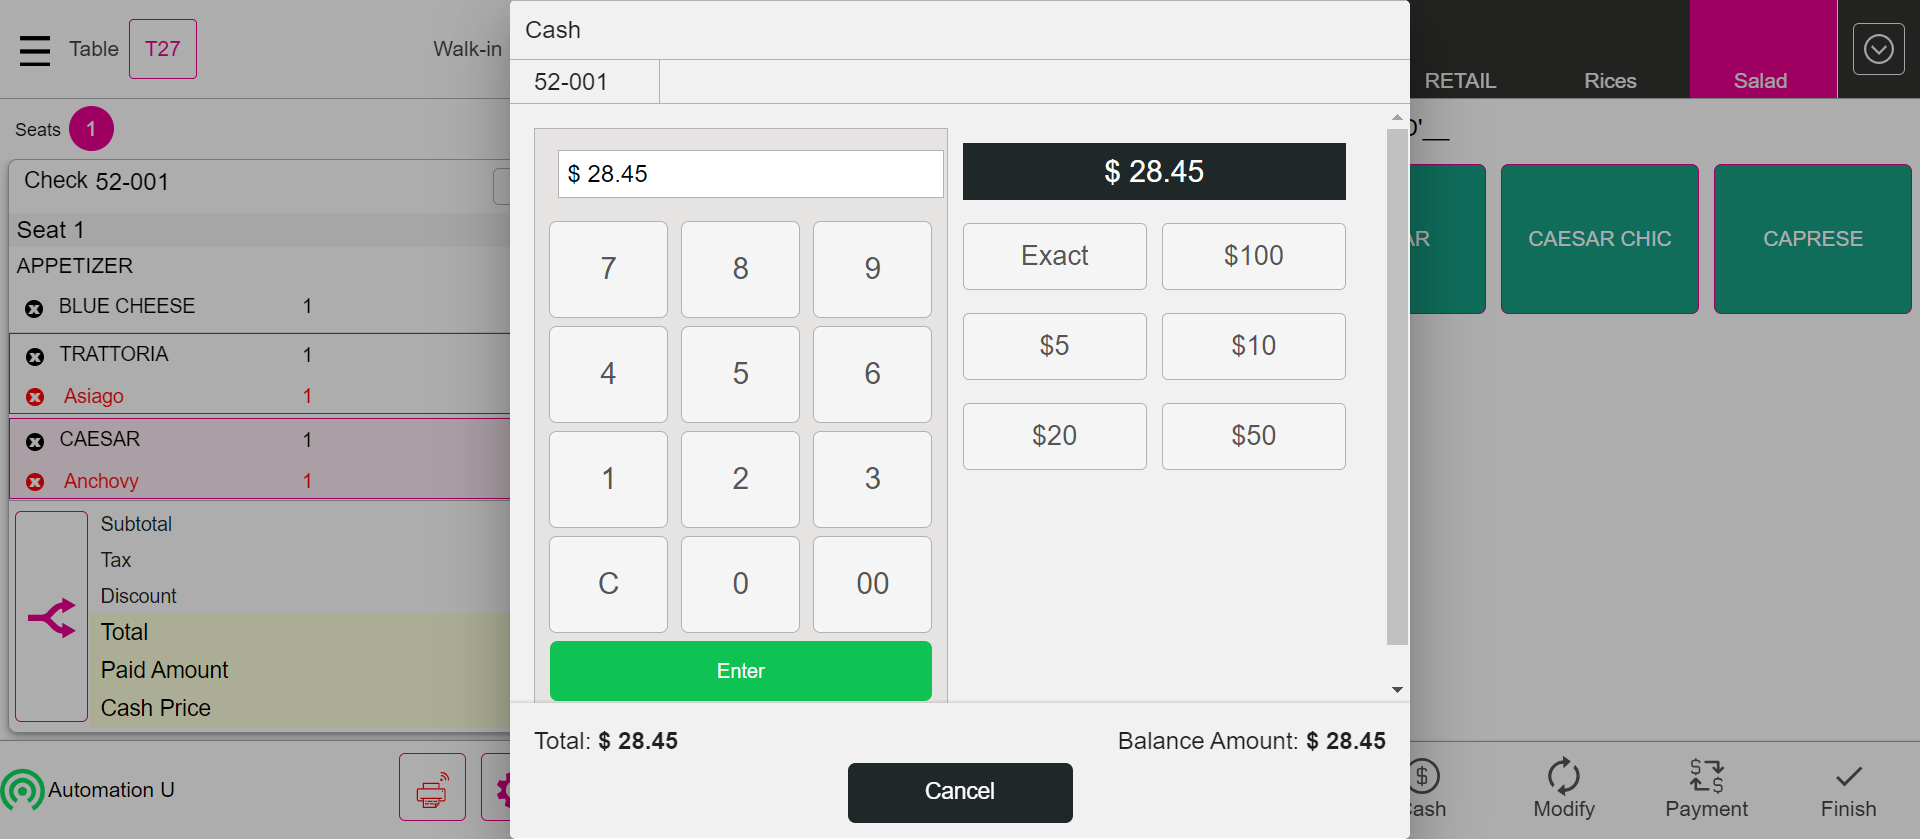 Table T27 Walk-in
Seats 1
Check 52-001
Seat 1
APPETIZER
BLUE CHEESE 1
TRATTORIA 1
Asiago 1
CAESAR 1
Anchovy 1
Subtotal
Tax
Discount
Total
Paid Amount
Cash Price
Automation U
Cash
52-001
$ 28.45
7 8 9
4 5 6
1 2 3
C 0 00
Enter
$ 28.45
Exact $100
$5 $10
$20 $50
Total: $ 28.45
Balance Amount: $ 28.45
Cancel
RETAIL Rices Salad
CAESAR CHIC
CAPRESE
Modify
Payment
Finish